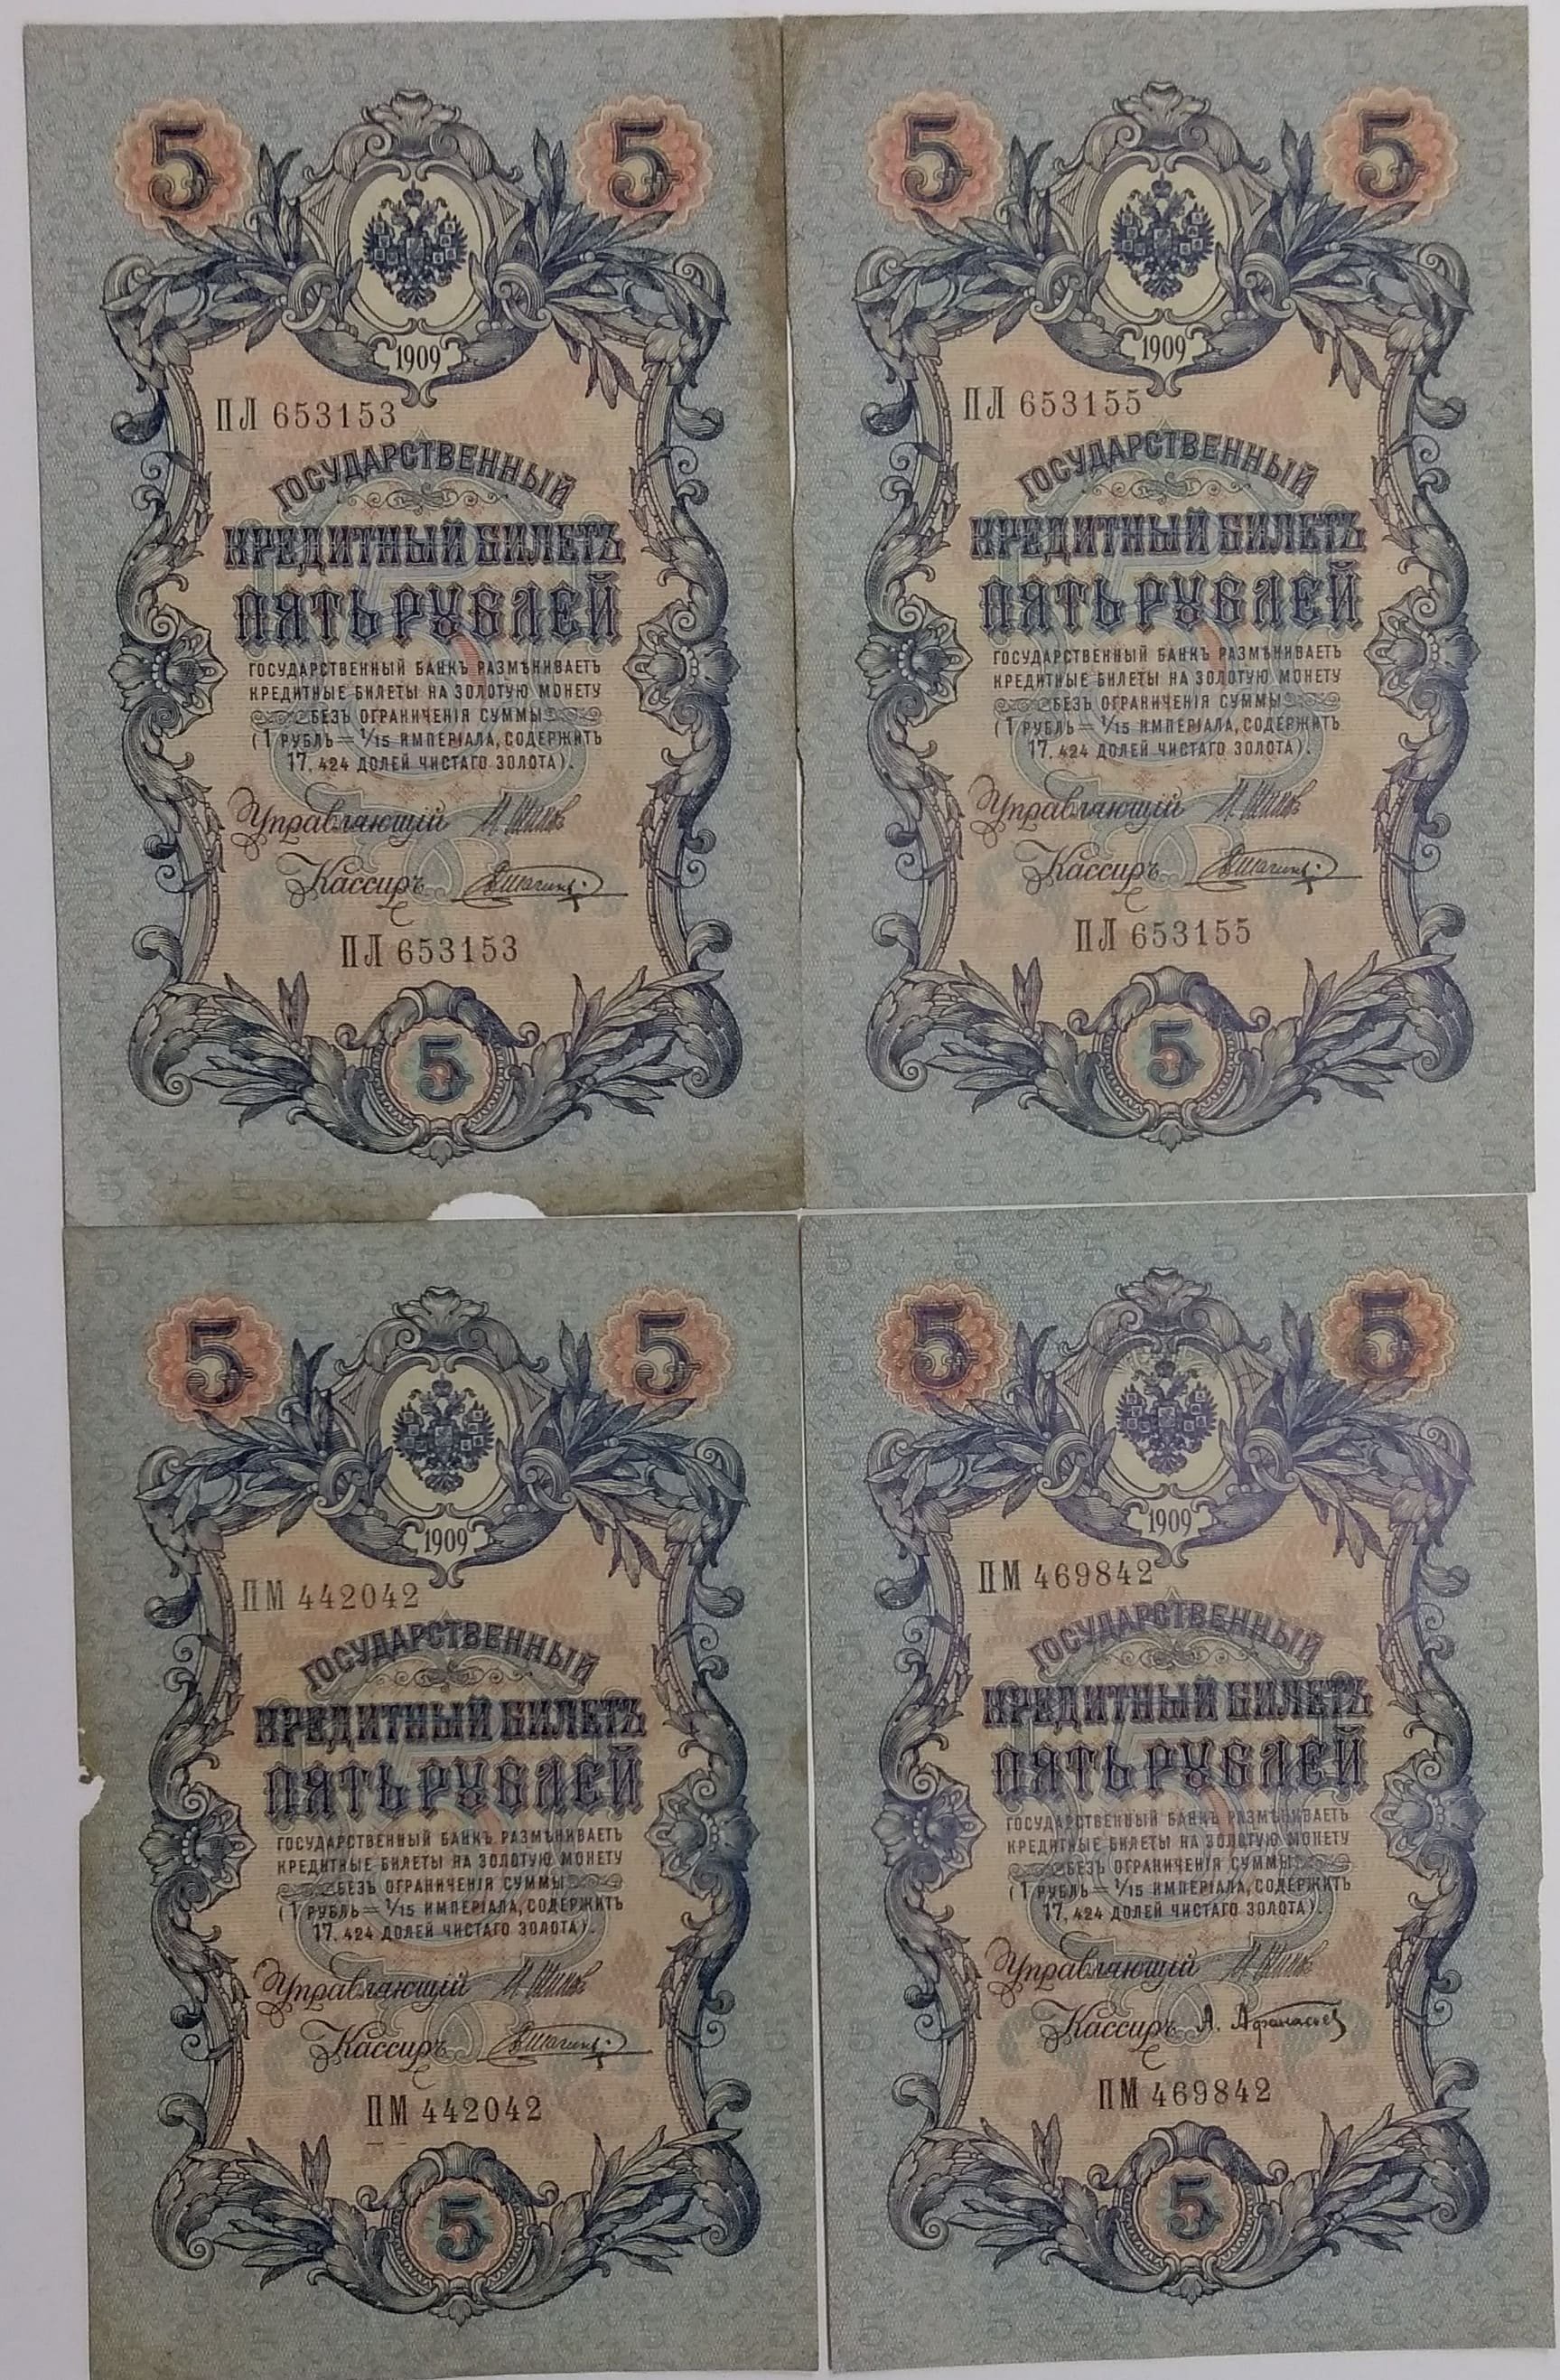 5 5
1909
ПЛ 653153
ГОСУДАРСТВЕННЫЙ
КРЕДИТНЫЙ БИЛЕТЪ
ПЯТЬ РУБЛЕЙ
ГОСУДАРСТВЕННЫЙ БАНКЪ РАЗМѢНИВАЕТЪ
КРЕДИТНЫЕ БИЛЕТЫ НА ЗОЛОТУЮ МОНЕТУ
БЕЗЪ ОГРАНИЧЕНІЯ СУММЫ
(1 РУБЛЬ = 1/15 ИМПЕРІАЛА, СОДЕРЖИТЪ
17,424 ДОЛЕЙ ЧИСТАГО ЗОЛОТА).
Управляющій
Кассиръ
ПЛ 653153
5
5 5
1909
ПЛ 653155
ГОСУДАРСТВЕННЫЙ
КРЕДИТНЫЙ БИЛЕТЪ
ПЯТЬ РУБЛЕЙ
ГОСУДАРСТВЕННЫЙ БАНКЪ РАЗМѢНИВАЕТЪ
КРЕДИТНЫЕ БИЛЕТЫ НА ЗОЛОТУЮ МОНЕТУ
БЕЗЪ ОГРАНИЧЕНІЯ СУММЫ
(1 РУБЛЬ = 1/15 ИМПЕРІАЛА, СОДЕРЖИТЪ
17,424 ДОЛЕЙ ЧИСТАГО ЗОЛОТА).
Управляющій
Кассиръ
ПЛ 653155
5
5 5
1909
ПМ 442042
ГОСУДАРСТВЕННЫЙ
КРЕДИТНЫЙ БИЛЕТЪ
ПЯТЬ РУБЛЕЙ
ГОСУДАРСТВЕННЫЙ БАНКЪ РАЗМѢНИВАЕТЪ
КРЕДИТНЫЕ БИЛЕТЫ НА ЗОЛОТУЮ МОНЕТУ
БЕЗЪ ОГРАНИЧЕНІЯ СУММЫ
(1 РУБЛЬ = 1/15 ИМПЕРІАЛА, СОДЕРЖИТЪ
17,424 ДОЛЕЙ ЧИСТАГО ЗОЛОТА).
Управляющій
Кассиръ
ПМ 442042
5
5 5
1909
ПМ 469842
ГОСУДАРСТВЕННЫЙ
КРЕДИТНЫЙ БИЛЕТЪ
ПЯТЬ РУБЛЕЙ
ГОСУДАРСТВЕННЫЙ БАНКЪ РАЗМѢНИВАЕТЪ
КРЕДИТНЫЕ БИЛЕТЫ НА ЗОЛОТУЮ МОНЕТУ
БЕЗЪ ОГРАНИЧЕНІЯ СУММЫ
(1 РУБЛЬ = 1/15 ИМПЕРІАЛА, СОДЕРЖИТЪ
17,424 ДОЛЕЙ ЧИСТАГО ЗОЛОТА).
Управляющій
Кассиръ А. Афанасьев
ПМ 469842
5